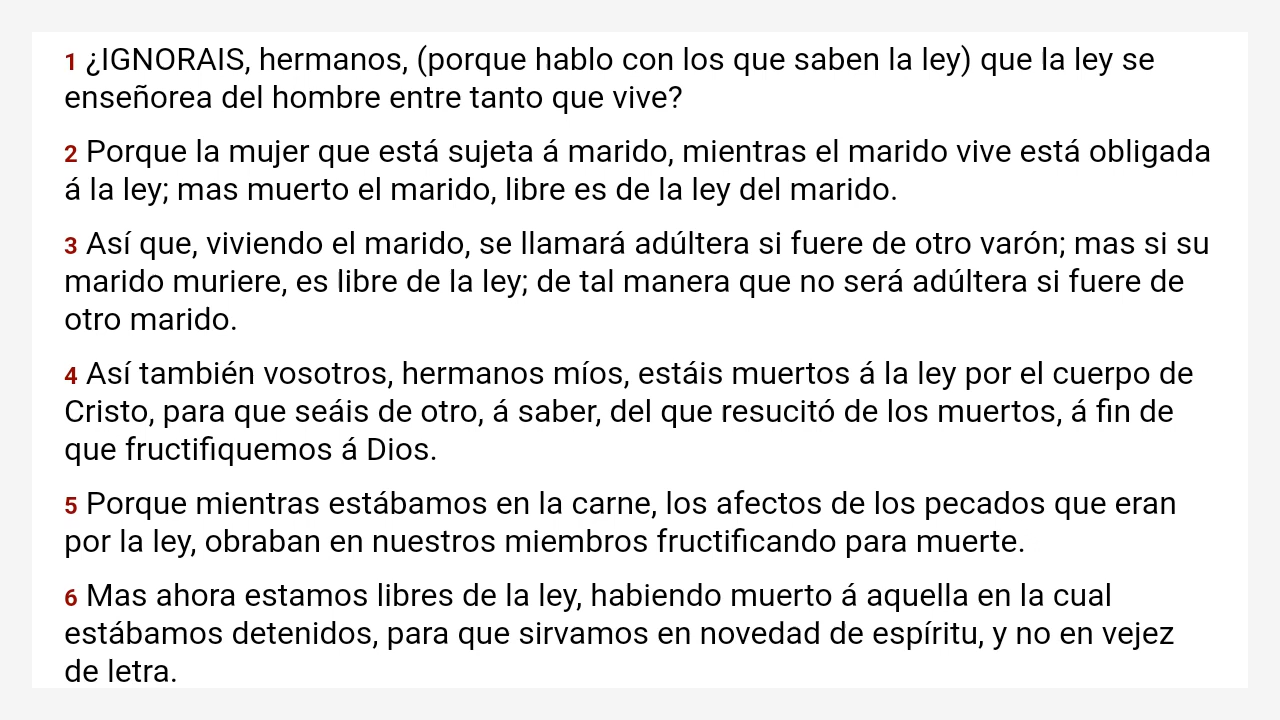 1 ¿IGNORAIS, hermanos, (porque hablo con los que saben la ley) que la ley se
enseñorea del hombre entre tanto que vive?
2 Porque la mujer que está sujeta á marido, mientras el marido vive está obligada
á la ley; mas muerto el marido, libre es de la ley del marido.
3 Así que, viviendo el marido, se llamará adúltera si fuere de otro varón; mas si su
marido muriere, es libre de la ley; de tal manera que no será adúltera si fuere de
otro marido.
4 Así también vosotros, hermanos míos, estáis muertos á la ley por el cuerpo de
Cristo, para que seáis de otro, á saber, del que resucitó de los muertos, á fin de
que fructifiquemos á Dios.
5 Porque mientras estábamos en la carne, los afectos de los pecados que eran
por la ley, obraban en nuestros miembros fructificando para muerte.
6 Mas ahora estamos libres de la ley, habiendo muerto á aquella en la cual
estábamos detenidos, para que sirvamos en novedad de espíritu, y no en vejez
de letra.